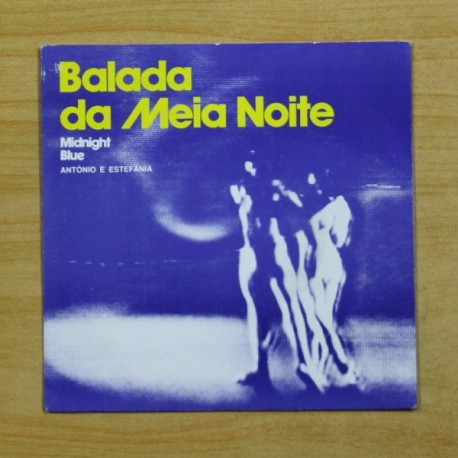 Balada
da Meia Noite
Midnight
Blue
ANTÓNIO E ESTEFÂNIA